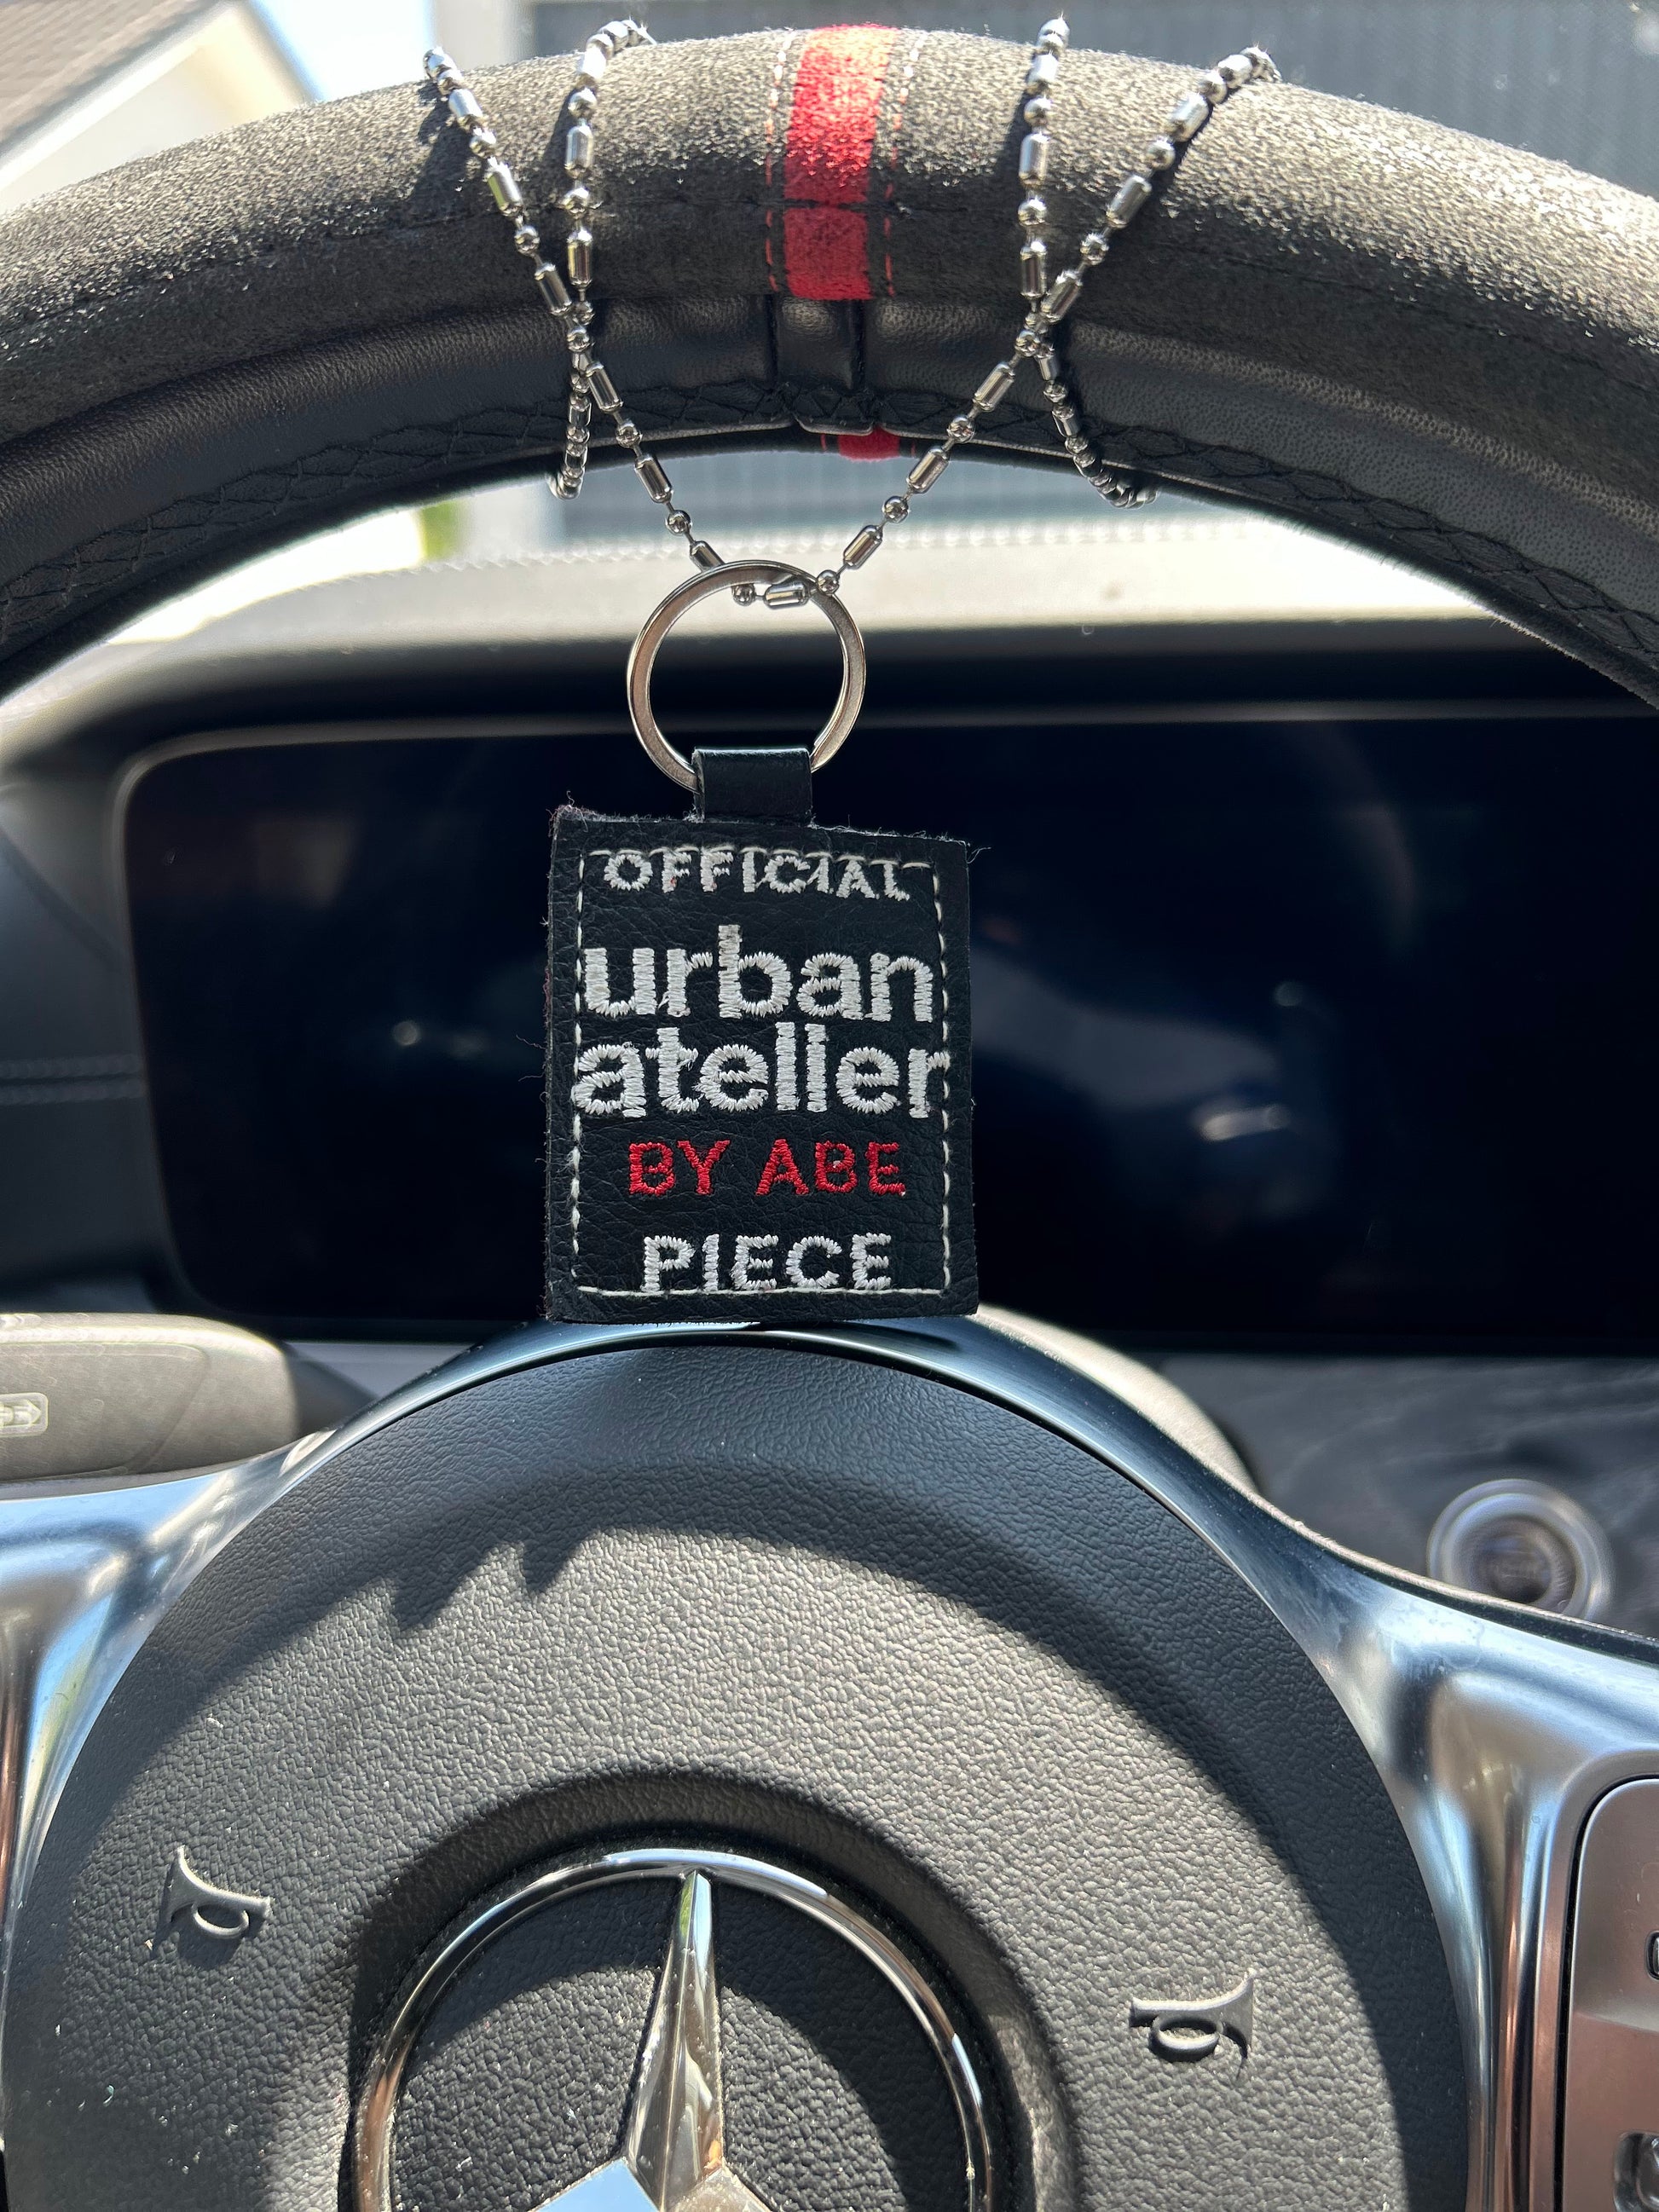 OFFICIAL
urban
atelier
BY ABE
PIECE